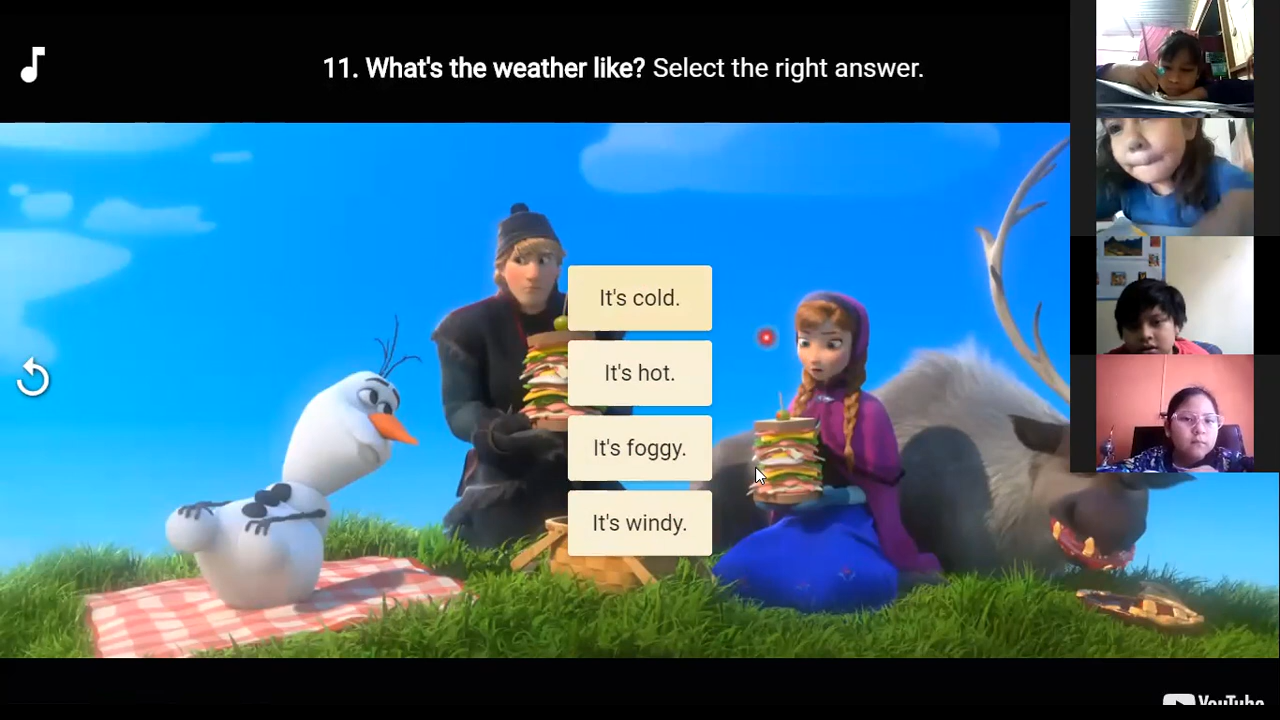 11. What's the weather like? Select the right answer.
It's cold.
It's hot.
It's foggy.
It's windy.
YouTube